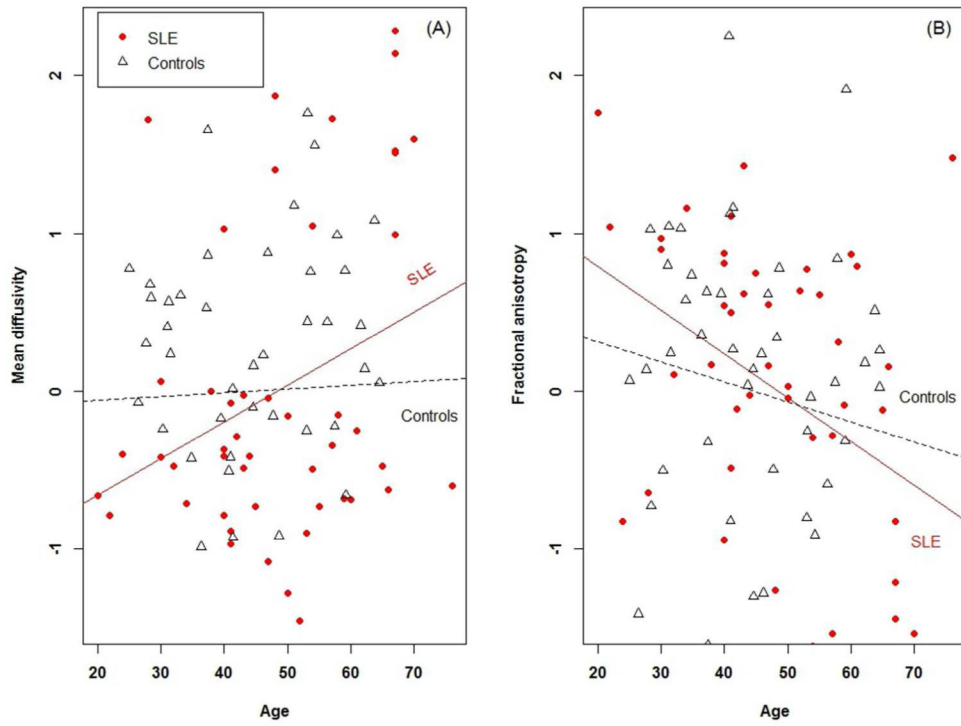 (A)
SLE
Controls
2
1
0
-1
Mean diffusivity
SLE
Controls
20 30 40 50 60 70
Age
(B)
2
1
0
-1
Fractional anisotropy
Controls
SLE
20 30 40 50 60 70
Age